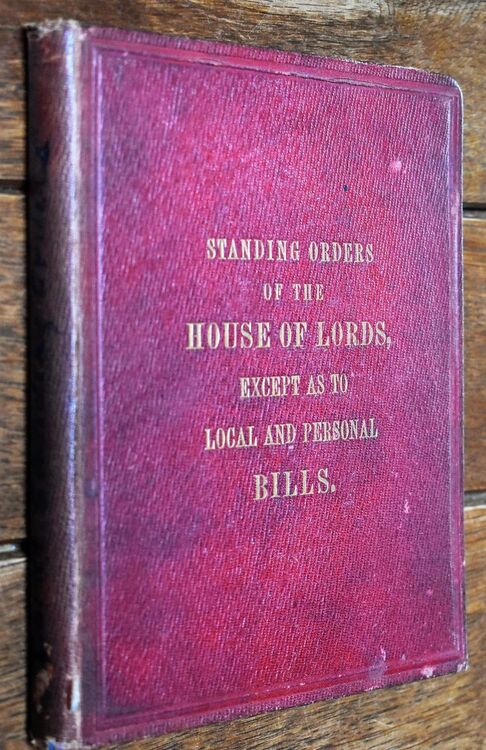 STANDING ORDERS
OF THE
HOUSE OF LORDS,
EXCEPT AS TO
LOCAL AND PERSONAL
BILLS.